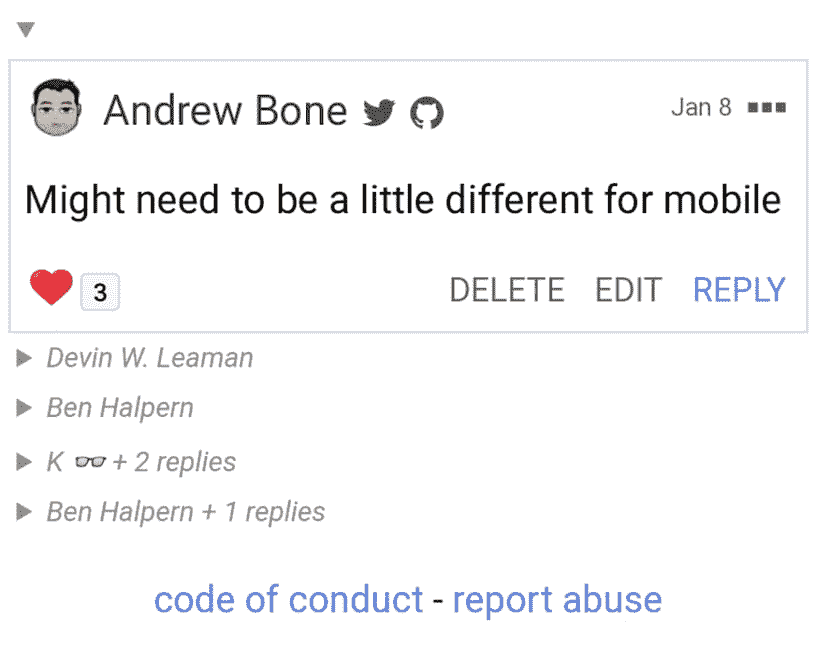 Andrew Bone Jan 8
Might need to be a little different for mobile
3 DELETE EDIT REPLY
Devin W. Leaman
Ben Halpern
K 👓 + 2 replies
Ben Halpern + 1 replies
code of conduct - report abuse